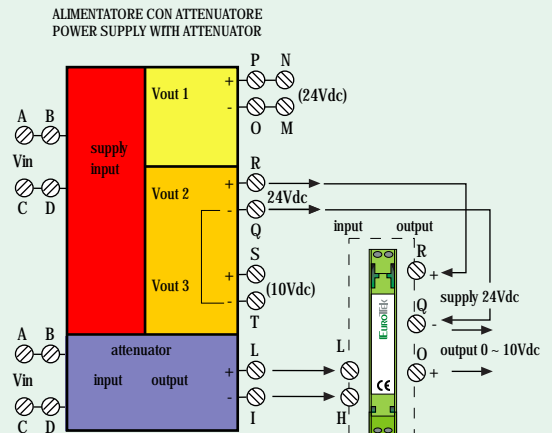 ALIMENTATORE CON ATTENUATORE
POWER SUPPLY WITH ATTENUATOR
P N
Vout 1
+
(24Vdc)
-
A B
O M
Vin
supply
input
R
C D
Vout 2
+
24Vdc
-
Q
input output
S
R
Vout 3
+
(10Vdc)
+
-
T
supply 24Vdc
Q
-
EUROTEK
A B
attenuator
L
L
O
output 0 ~ 10Vdc
Vin
input output
+
+
CE
-
C D
I
H